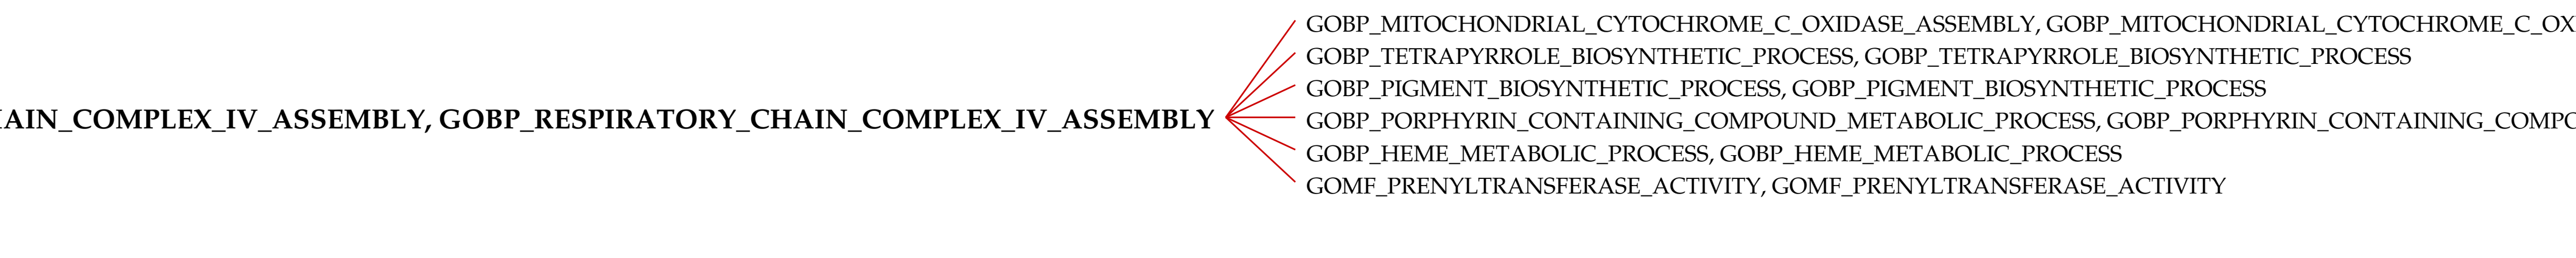 GOBP_MITOCHONDRIAL_CYTOCHROME_C_OXIDASE_ASSEMBLY, GOBP_MITOCHONDRIAL_CYTOCHROME_C_OX
GOBP_TETRAPYRROLE_BIOSYNTHETIC_PROCESS, GOBP_TETRAPYRROLE_BIOSYNTHETIC_PROCESS
GOBP_PIGMENT_BIOSYNTHETIC_PROCESS, GOBP_PIGMENT_BIOSYNTHETIC_PROCESS
AIN_COMPLEX_IV_ASSEMBLY, GOBP_RESPIRATORY_CHAIN_COMPLEX_IV_ASSEMBLY
GOBP_PORPHYRIN_CONTAINING_COMPOUND_METABOLIC_PROCESS, GOBP_PORPHYRIN_CONTAINING_COMPO
GOBP_HEME_METABOLIC_PROCESS, GOBP_HEME_METABOLIC_PROCESS
GOMF_PRENYLTRANSFERASE_ACTIVITY, GOMF_PRENYLTRANSFERASE_ACTIVITY